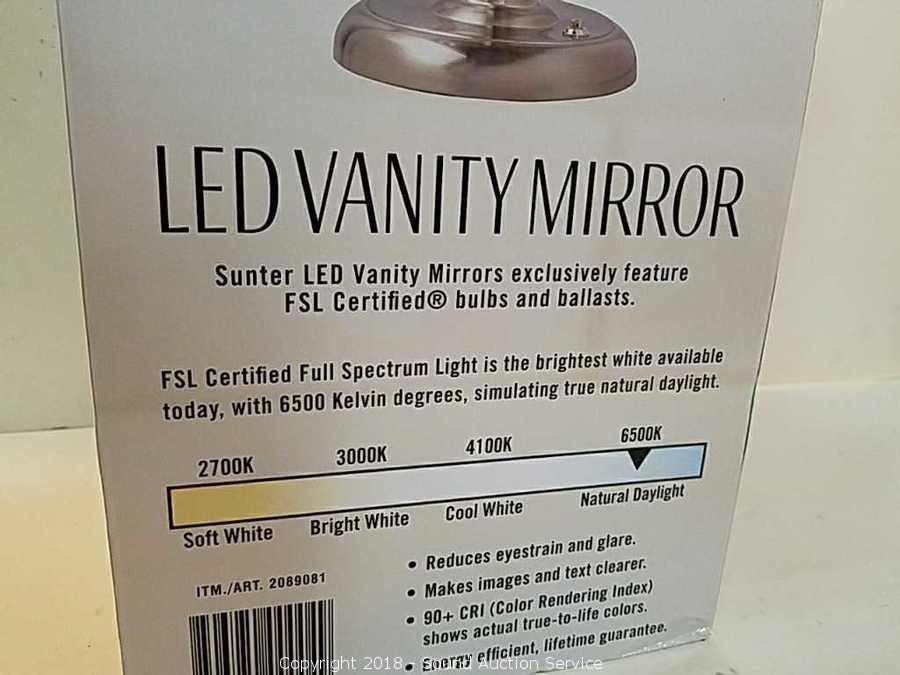 LED VANITY MIRROR
Sunter LED Vanity Mirrors exclusively feature
FSL Certified® bulbs and ballasts.
FSL Certified Full Spectrum Light is the brightest white available
today, with 6500 Kelvin degrees, simulating true natural daylight.
2700K 3000K 4100K 6500K
Soft White Bright White Cool White Natural Daylight
• Reduces eyestrain and glare.
• Makes images and text clearer.
• 90+ CRI (Color Rendering Index)
shows actual true-to-life colors.
• Energy efficient, lifetime guarantee.
ITM./ART. 2089081
Copyright 2018 - Sound Auction Service